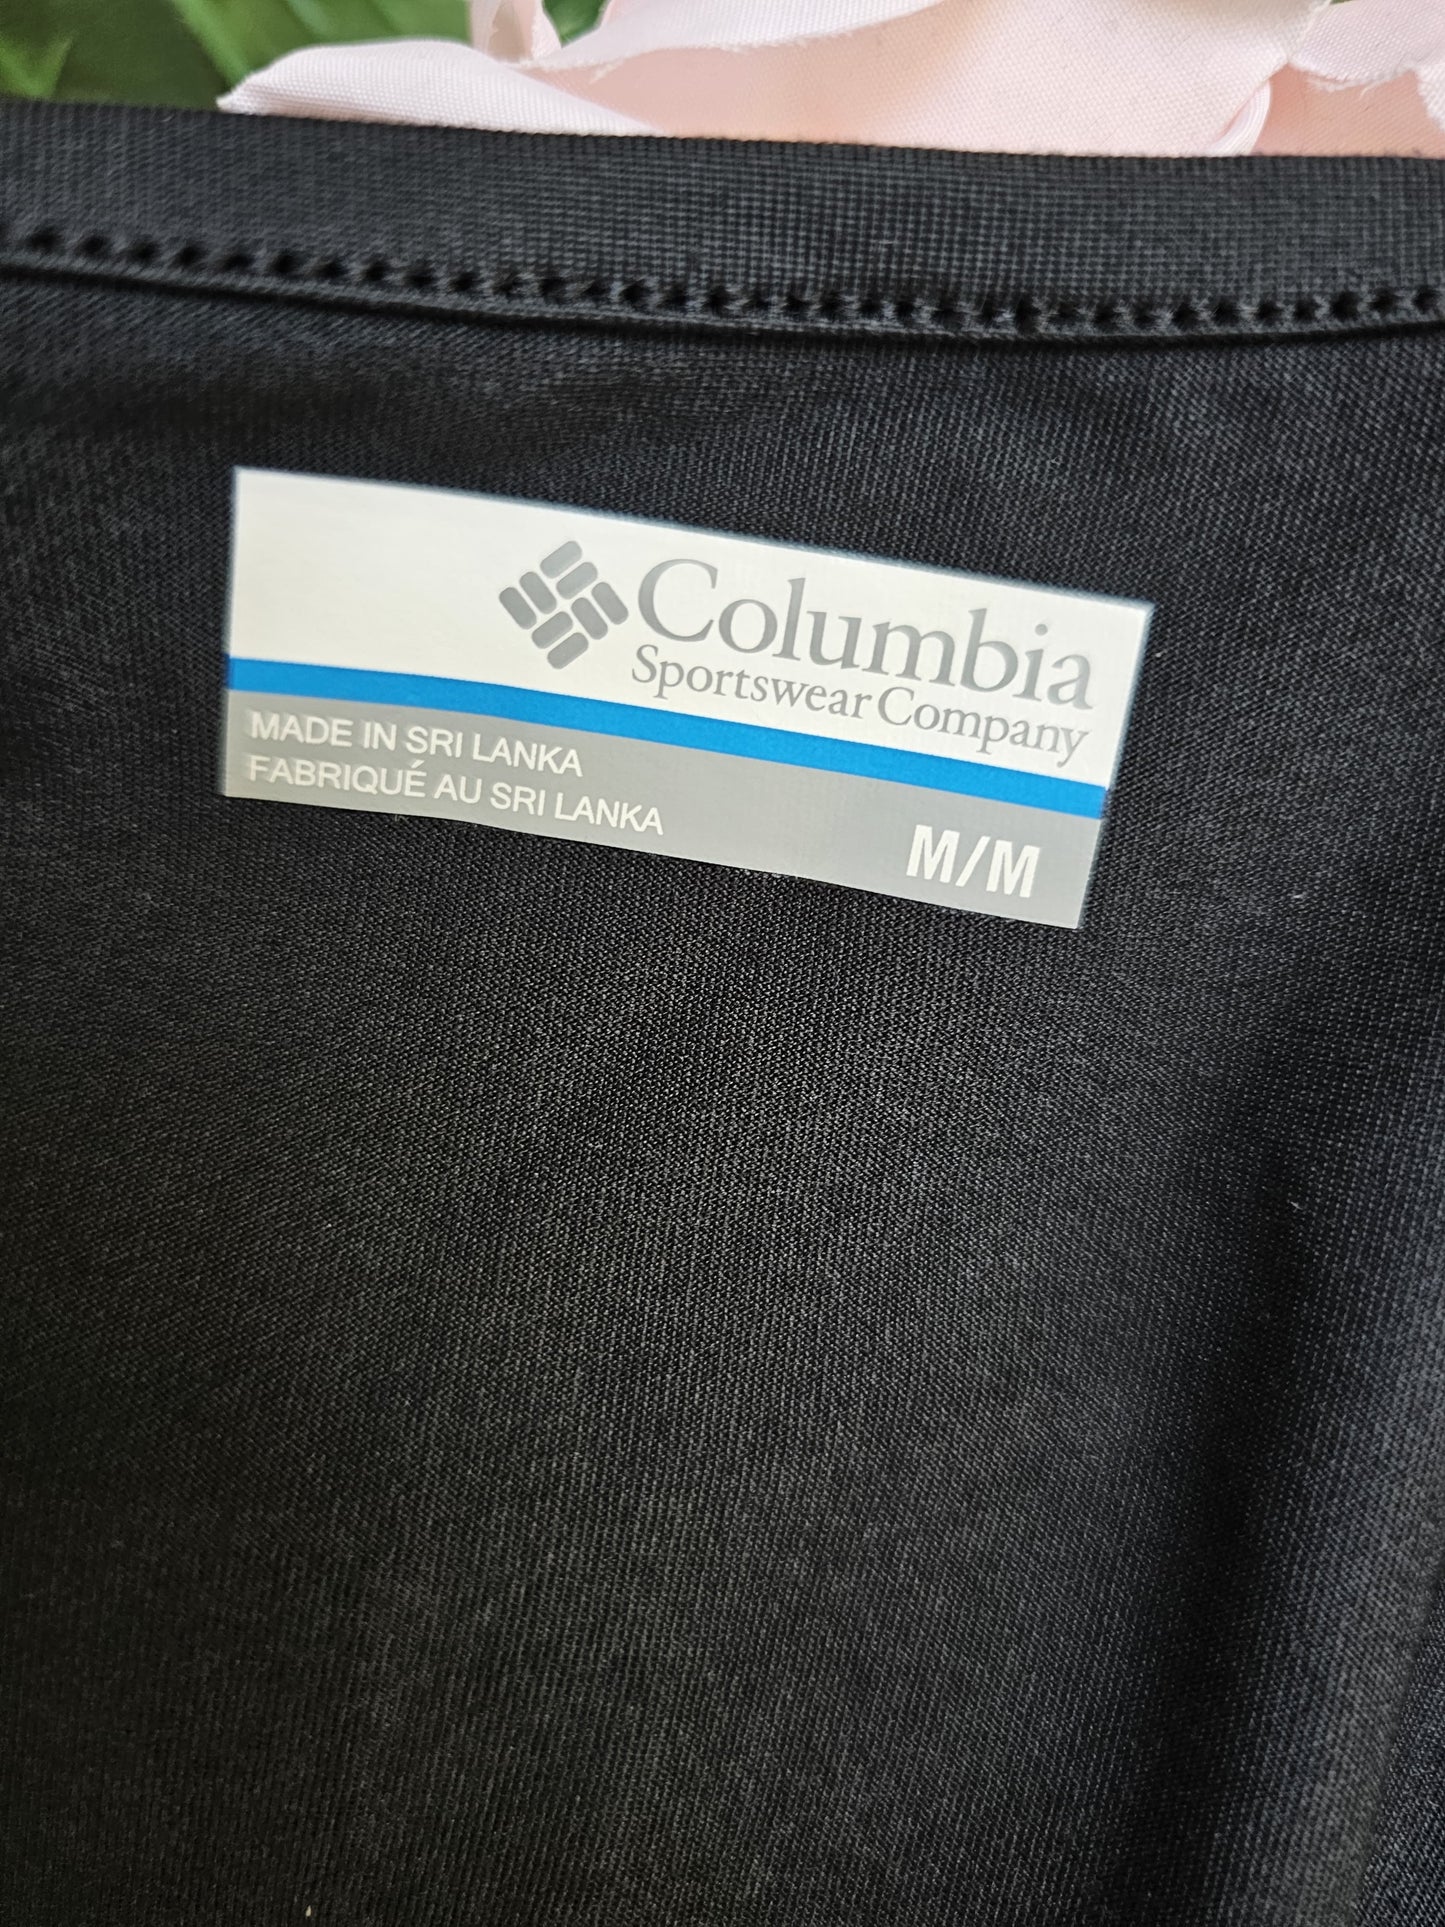 Columbia
Sportswear Company
MADE IN SRI LANKA
FABRIQUÉ AU SRI LANKA
M/M